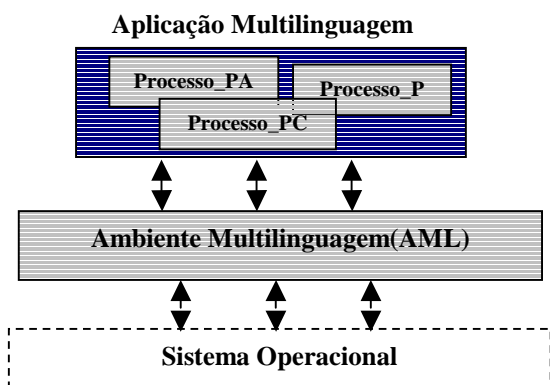 Aplicação Multilinguagem
Processo_PA
Processo_P
Processo_PC
Ambiente Multilinguagem(AML)
Sistema Operacional